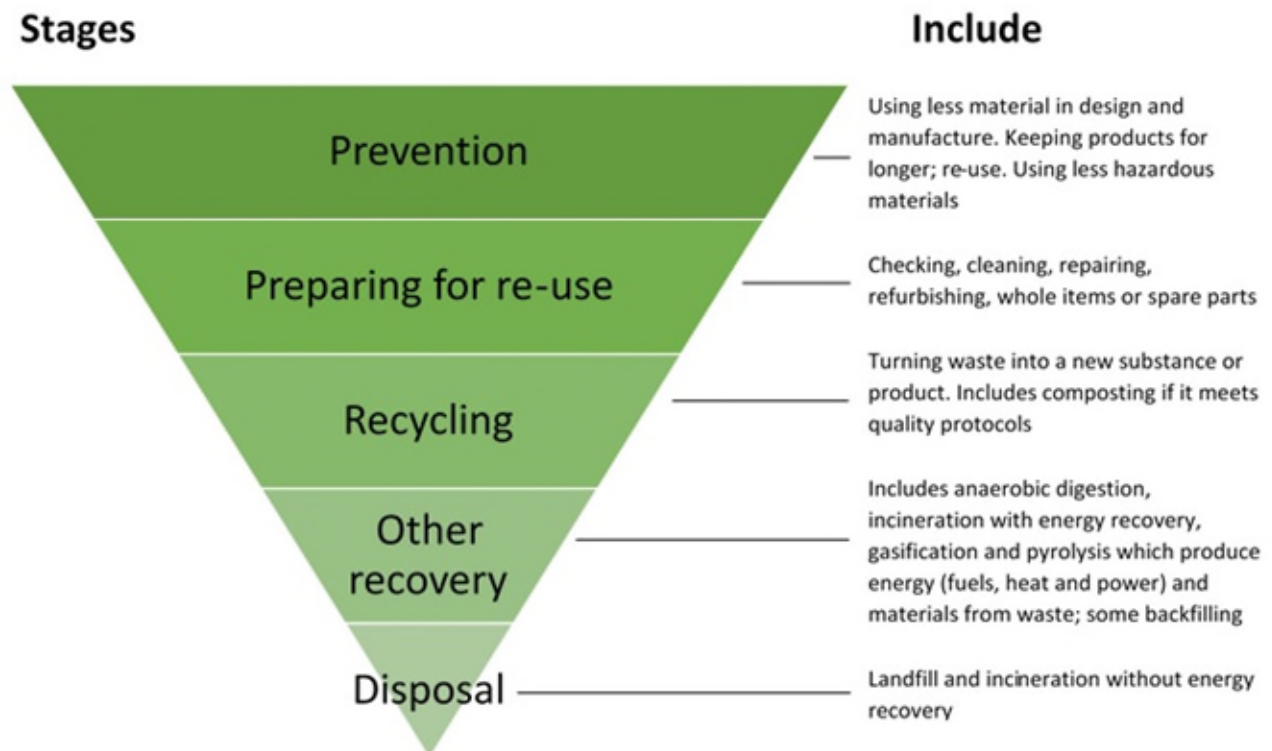 Stages
Include
Prevention
Using less material in design and
manufacture. Keeping products for
longer; re-use. Using less hazardous
materials
Preparing for re-use
Checking, cleaning, repairing,
refurbishing, whole items or spare parts
Recycling
Turning waste into a new substance or
product. Includes composting if it meets
quality protocols
Other
recovery
Includes anaerobic digestion,
incineration with energy recovery,
gasification and pyrolysis which produce
energy (fuels, heat and power) and
materials from waste; some backfilling
Disposal
Landfill and incineration without energy
recovery